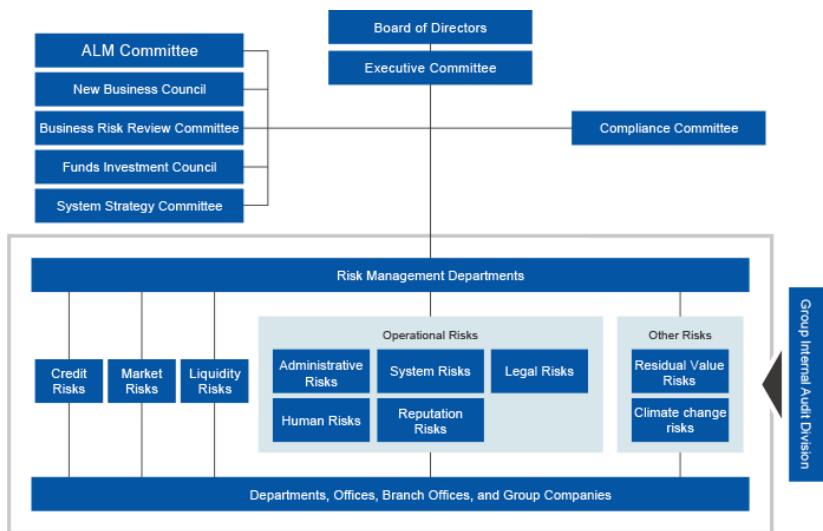 Board of Directors
Executive Committee
ALM Committee
New Business Council
Business Risk Review Committee
Funds Investment Council
System Strategy Committee
Compliance Committee
Risk Management Departments
Credit
Risks
Market
Risks
Liquidity
Risks
Operational Risks
Administrative
Risks
System Risks
Legal Risks
Human Risks
Reputation
Risks
Other Risks
Residual Value
Risks
Climate change
risks
Departments, Offices, Branch Offices, and Group Companies
Group Internal Audit Division